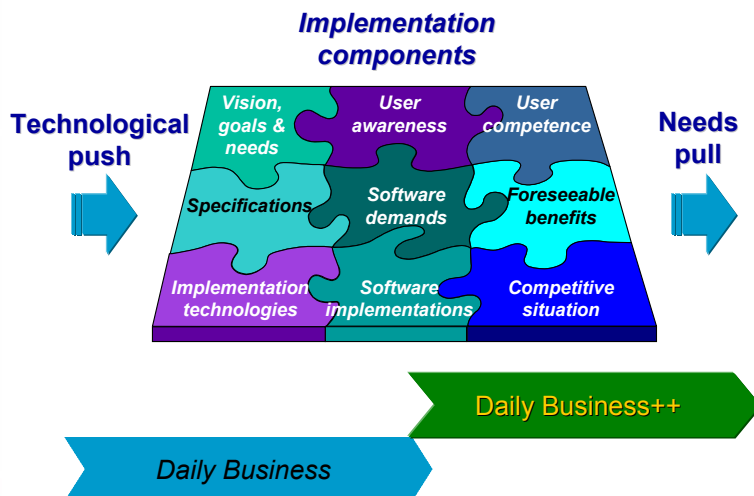 Implementation
components
Technological
push
Needs
pull
Vision,
goals &
needs
User
awareness
User
competence
Specifications
Software
demands
Foreseeable
benefits
Implementation
technologies
Software
implementations
Competitive
situation
Daily Business++
Daily Business